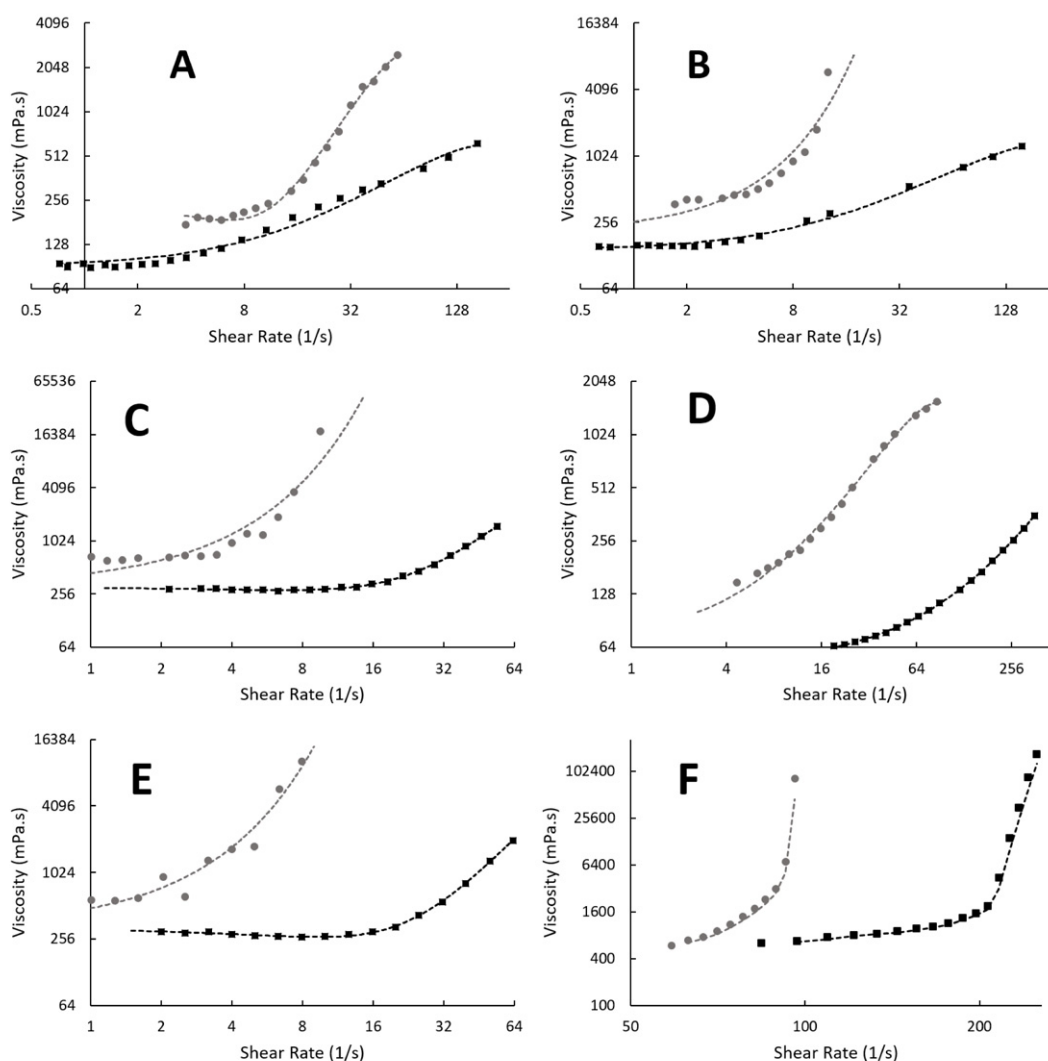 A
Viscosity (mPa.s)
4096
2048
1024
512
256
128
64
0.5 2 8 32 128
Shear Rate (1/s)
B
Viscosity (mPa.s)
16384
4096
1024
256
64
0.5 2 8 32 128
Shear Rate (1/s)
C
Viscosity (mPa.s)
65536
16384
4096
1024
256
64
1 2 4 8 16 32 64
Shear Rate (1/s)
D
Viscosity (mPa.s)
2048
1024
512
256
128
64
1 4 16 64 256
Shear Rate (1/s)
E
Viscosity (mPa.s)
16384
4096
1024
256
64
1 2 4 8 16 32 64
Shear Rate (1/s)
F
Viscosity (mPa.s)
102400
25600
6400
1600
400
100
50 100 200
Shear Rate (1/s)